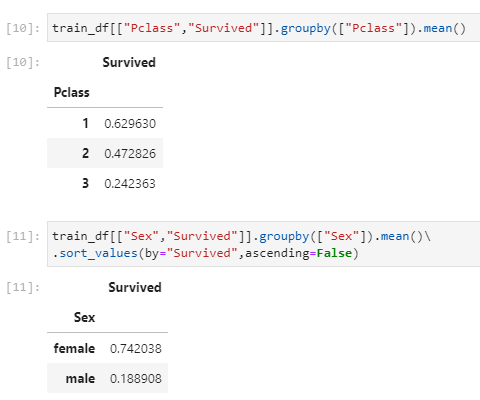 [10]: train_df[["Pclass","Survived"]].groupby(["Pclass"]).mean()
[10]: Survived
Pclass
1 0.629630
2 0.472826
3 0.242363
[11]: train_df[["Sex","Survived"]].groupby(["Sex"]).mean()\
.sort_values(by="Survived",ascending=False)
[11]: Survived
Sex
female 0.742038
male 0.188908